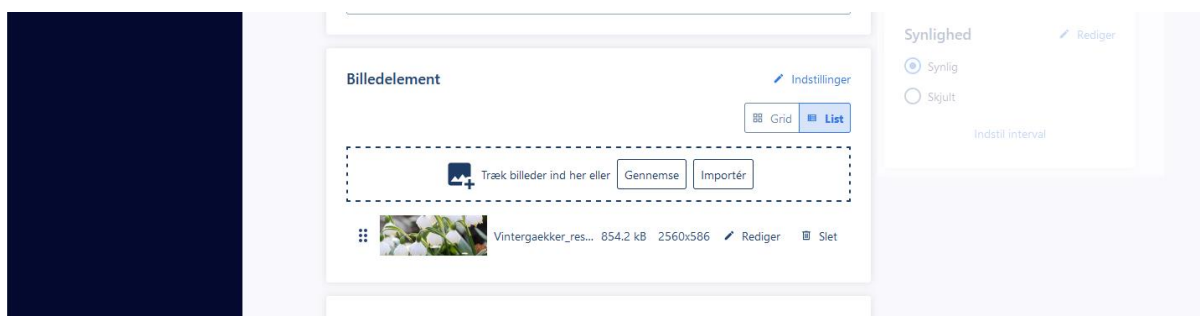 Billedelement
Indstillinger
Grid List
Træk billeder ind her eller Gennemse Importér
Vintergaekker_res... 854.2 kB 2560x586 Rediger Slet
Synlighed Rediger
Synlig
Skjult
Indstil interval